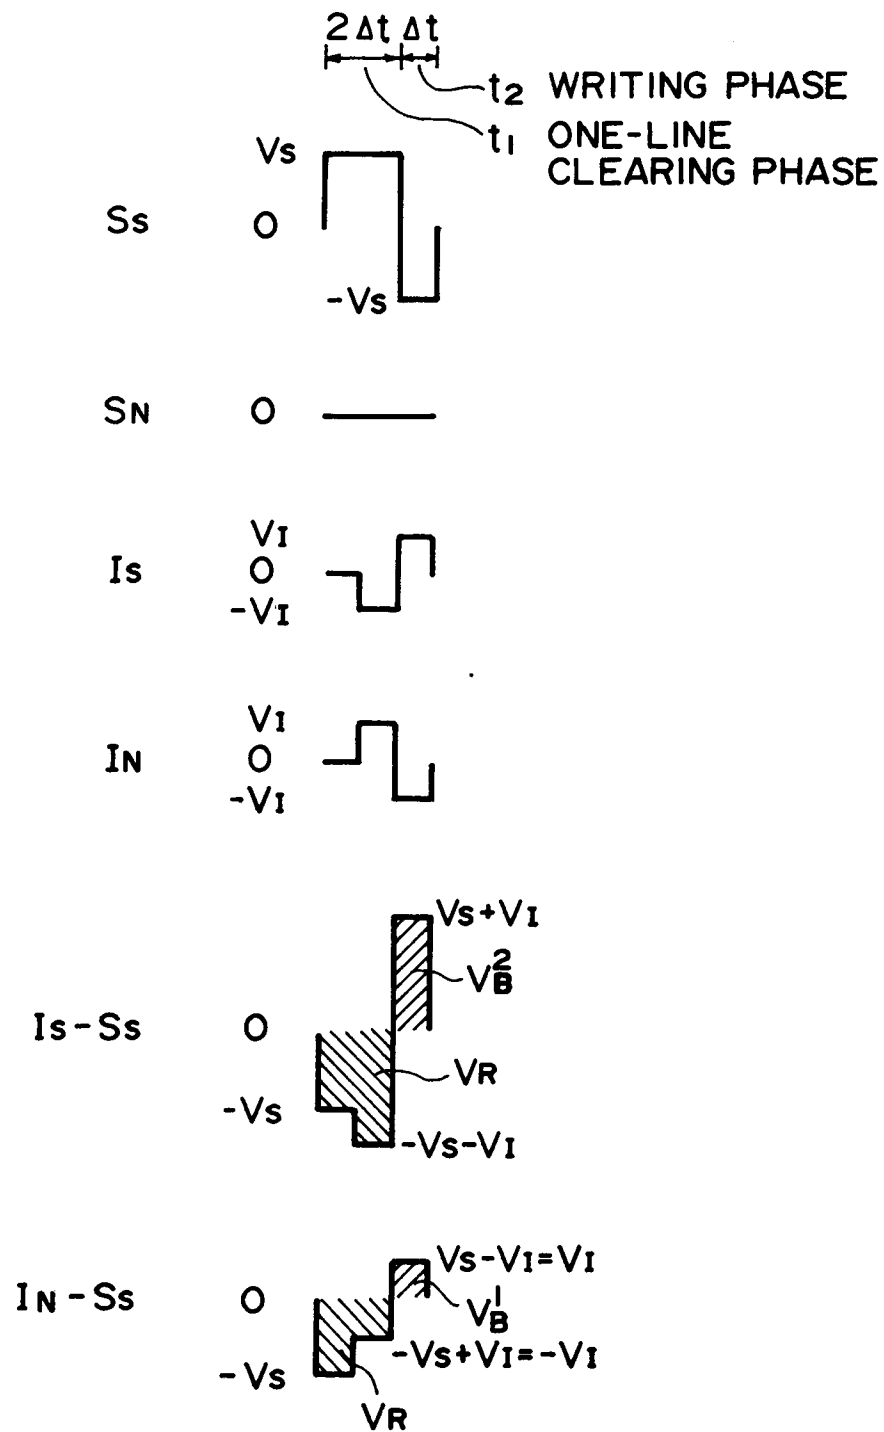 2Δt Δt
t2 WRITING PHASE
t1 ONE-LINE
CLEARING PHASE
Vs
Ss 0
-Vs
SN 0
VI
Is 0
-VI
VI
IN 0
-VI
Vs+VI
VB2
Is-Ss 0
VR
-Vs
-Vs-VI
Vs-VI=VI
IN-Ss 0
VB1
-Vs+VI=-VI
-Vs
VR